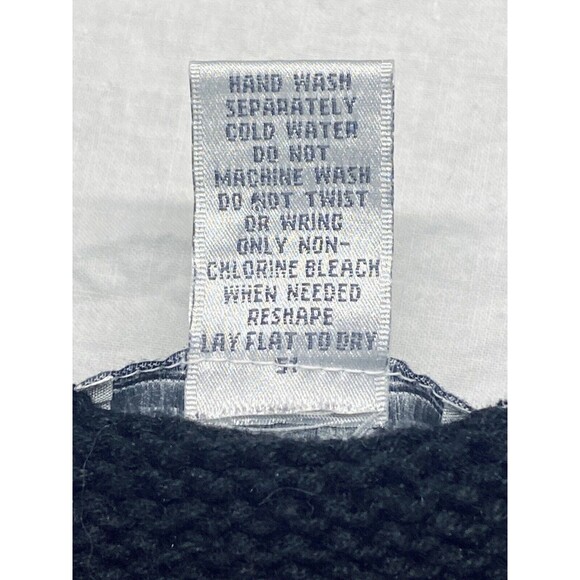 HAND WASH
SEPARATELY
COLD WATER
DO NOT
MACHINE WASH
DO NOT TWIST
OR WRING
ONLY NON-
CHLORINE BLEACH
WHEN NEEDED
RESHAPE
LAY FLAT TO DRY
51